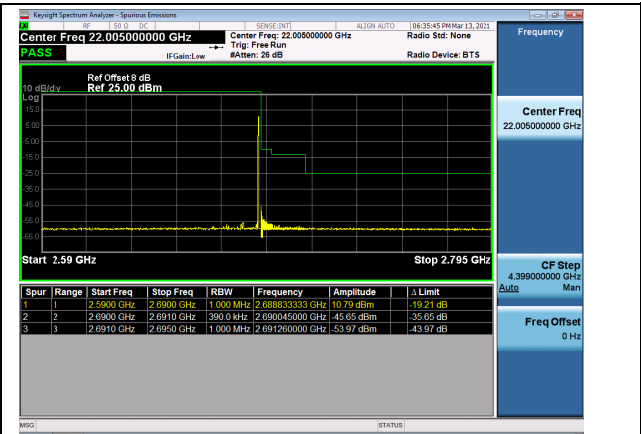 Keysight Spectrum Analyzer - Spurious Emissions
RF 50 Ω DC SENSE:INT ALIGN AUTO 06:35:45 PM Mar 13, 2021
Center Freq 22.005000000 GHz Center Freq: 22.005000000 GHz Radio Std: None
Trig: Free Run
PASS IFGain:Low #Atten: 26 dB Radio Device: BTS
Ref Offset 8 dB
10 dB/div Ref 25.00 dBm
Log
15.0
5.00
-5.00
-15.0
-25.0
-35.0
-45.0
-55.0
-65.0
Start 2.59 GHz Stop 2.795 GHz
Spur Range Start Freq Stop Freq RBW Frequency Amplitude Δ Limit
1 1 2.5900 GHz 2.6900 GHz 1.000 MHz 2.688833333 GHz 10.79 dBm -19.21 dB
2 2 2.6900 GHz 2.6910 GHz 390.0 kHz 2.690045000 GHz -45.65 dBm -35.65 dB
3 3 2.6910 GHz 2.6950 GHz 1.000 MHz 2.691260000 GHz -53.97 dBm -43.97 dB
MSG STATUS
Frequency
Center Freq
22.005000000 GHz
CF Step
4.399000000 GHz
Auto Man
Freq Offset
0 Hz